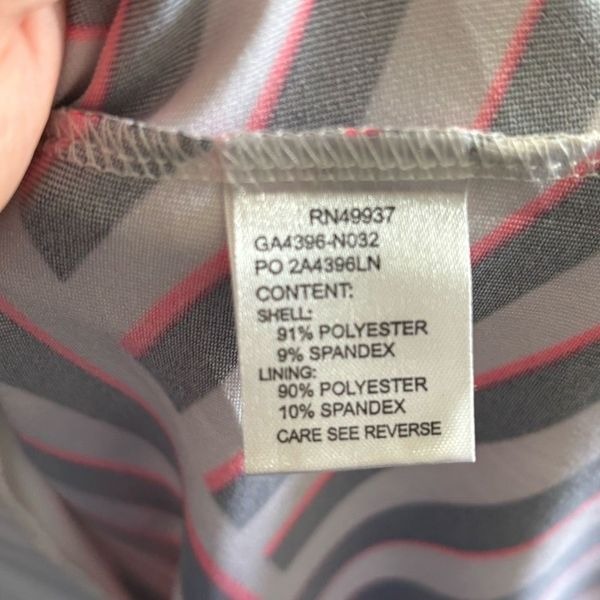 RN49937
GA4396-N032
PO 2A4396LN
CONTENT:
SHELL:
91% POLYESTER
9% SPANDEX
LINING:
90% POLYESTER
10% SPANDEX
CARE SEE REVERSE